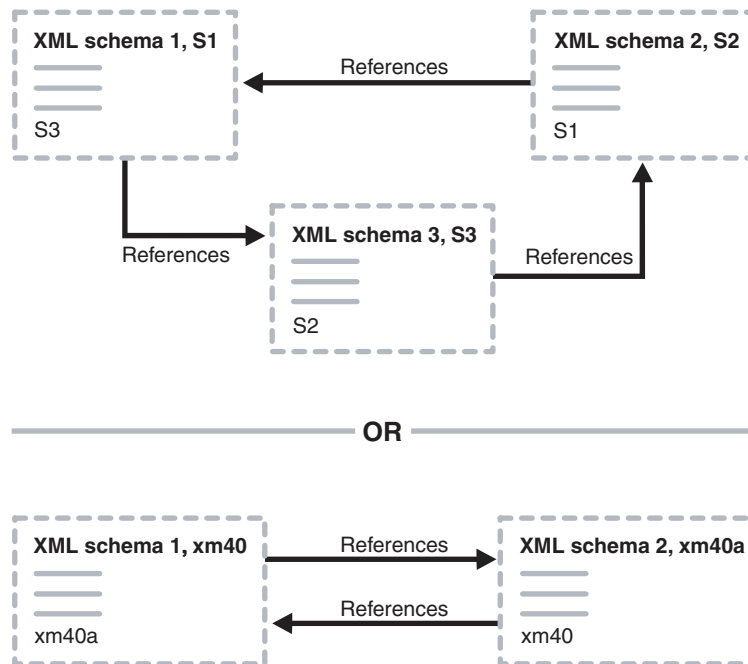 XML schema 1, S1
S3
References
XML schema 2, S2
S1
References
XML schema 3, S3
S2
References
OR
XML schema 1, xm40
xm40a
References
References
XML schema 2, xm40a
xm40